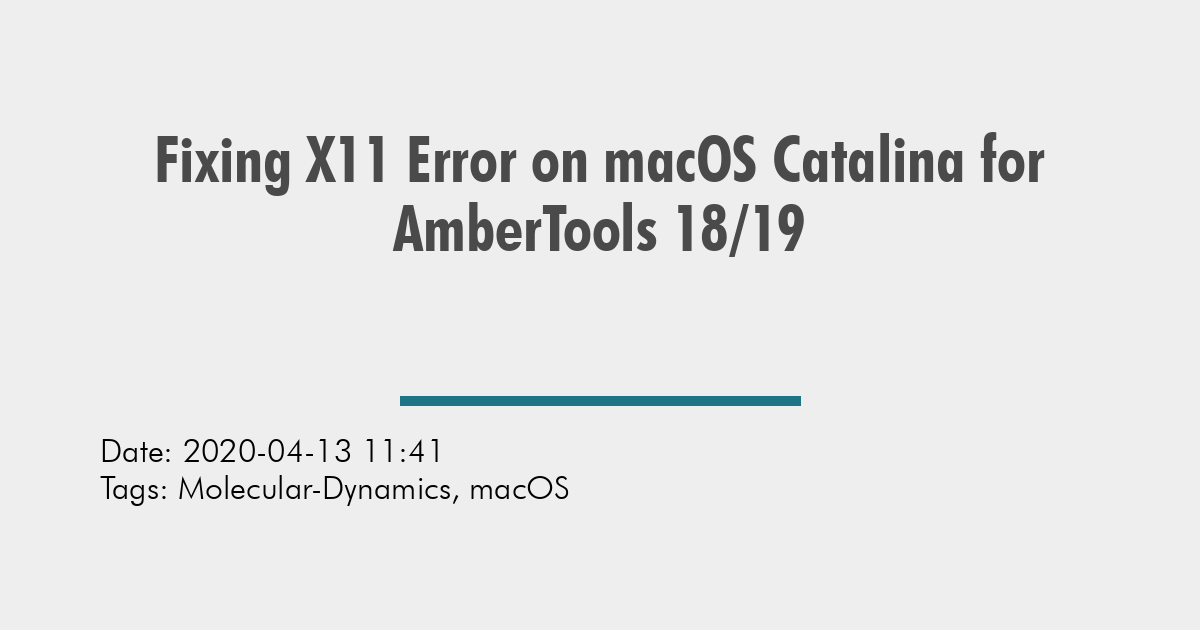 Fixing X11 Error on macOS Catalina for
AmberTools 18/19
Date: 2020-04-13 11:41
Tags: Molecular-Dynamics, macOS